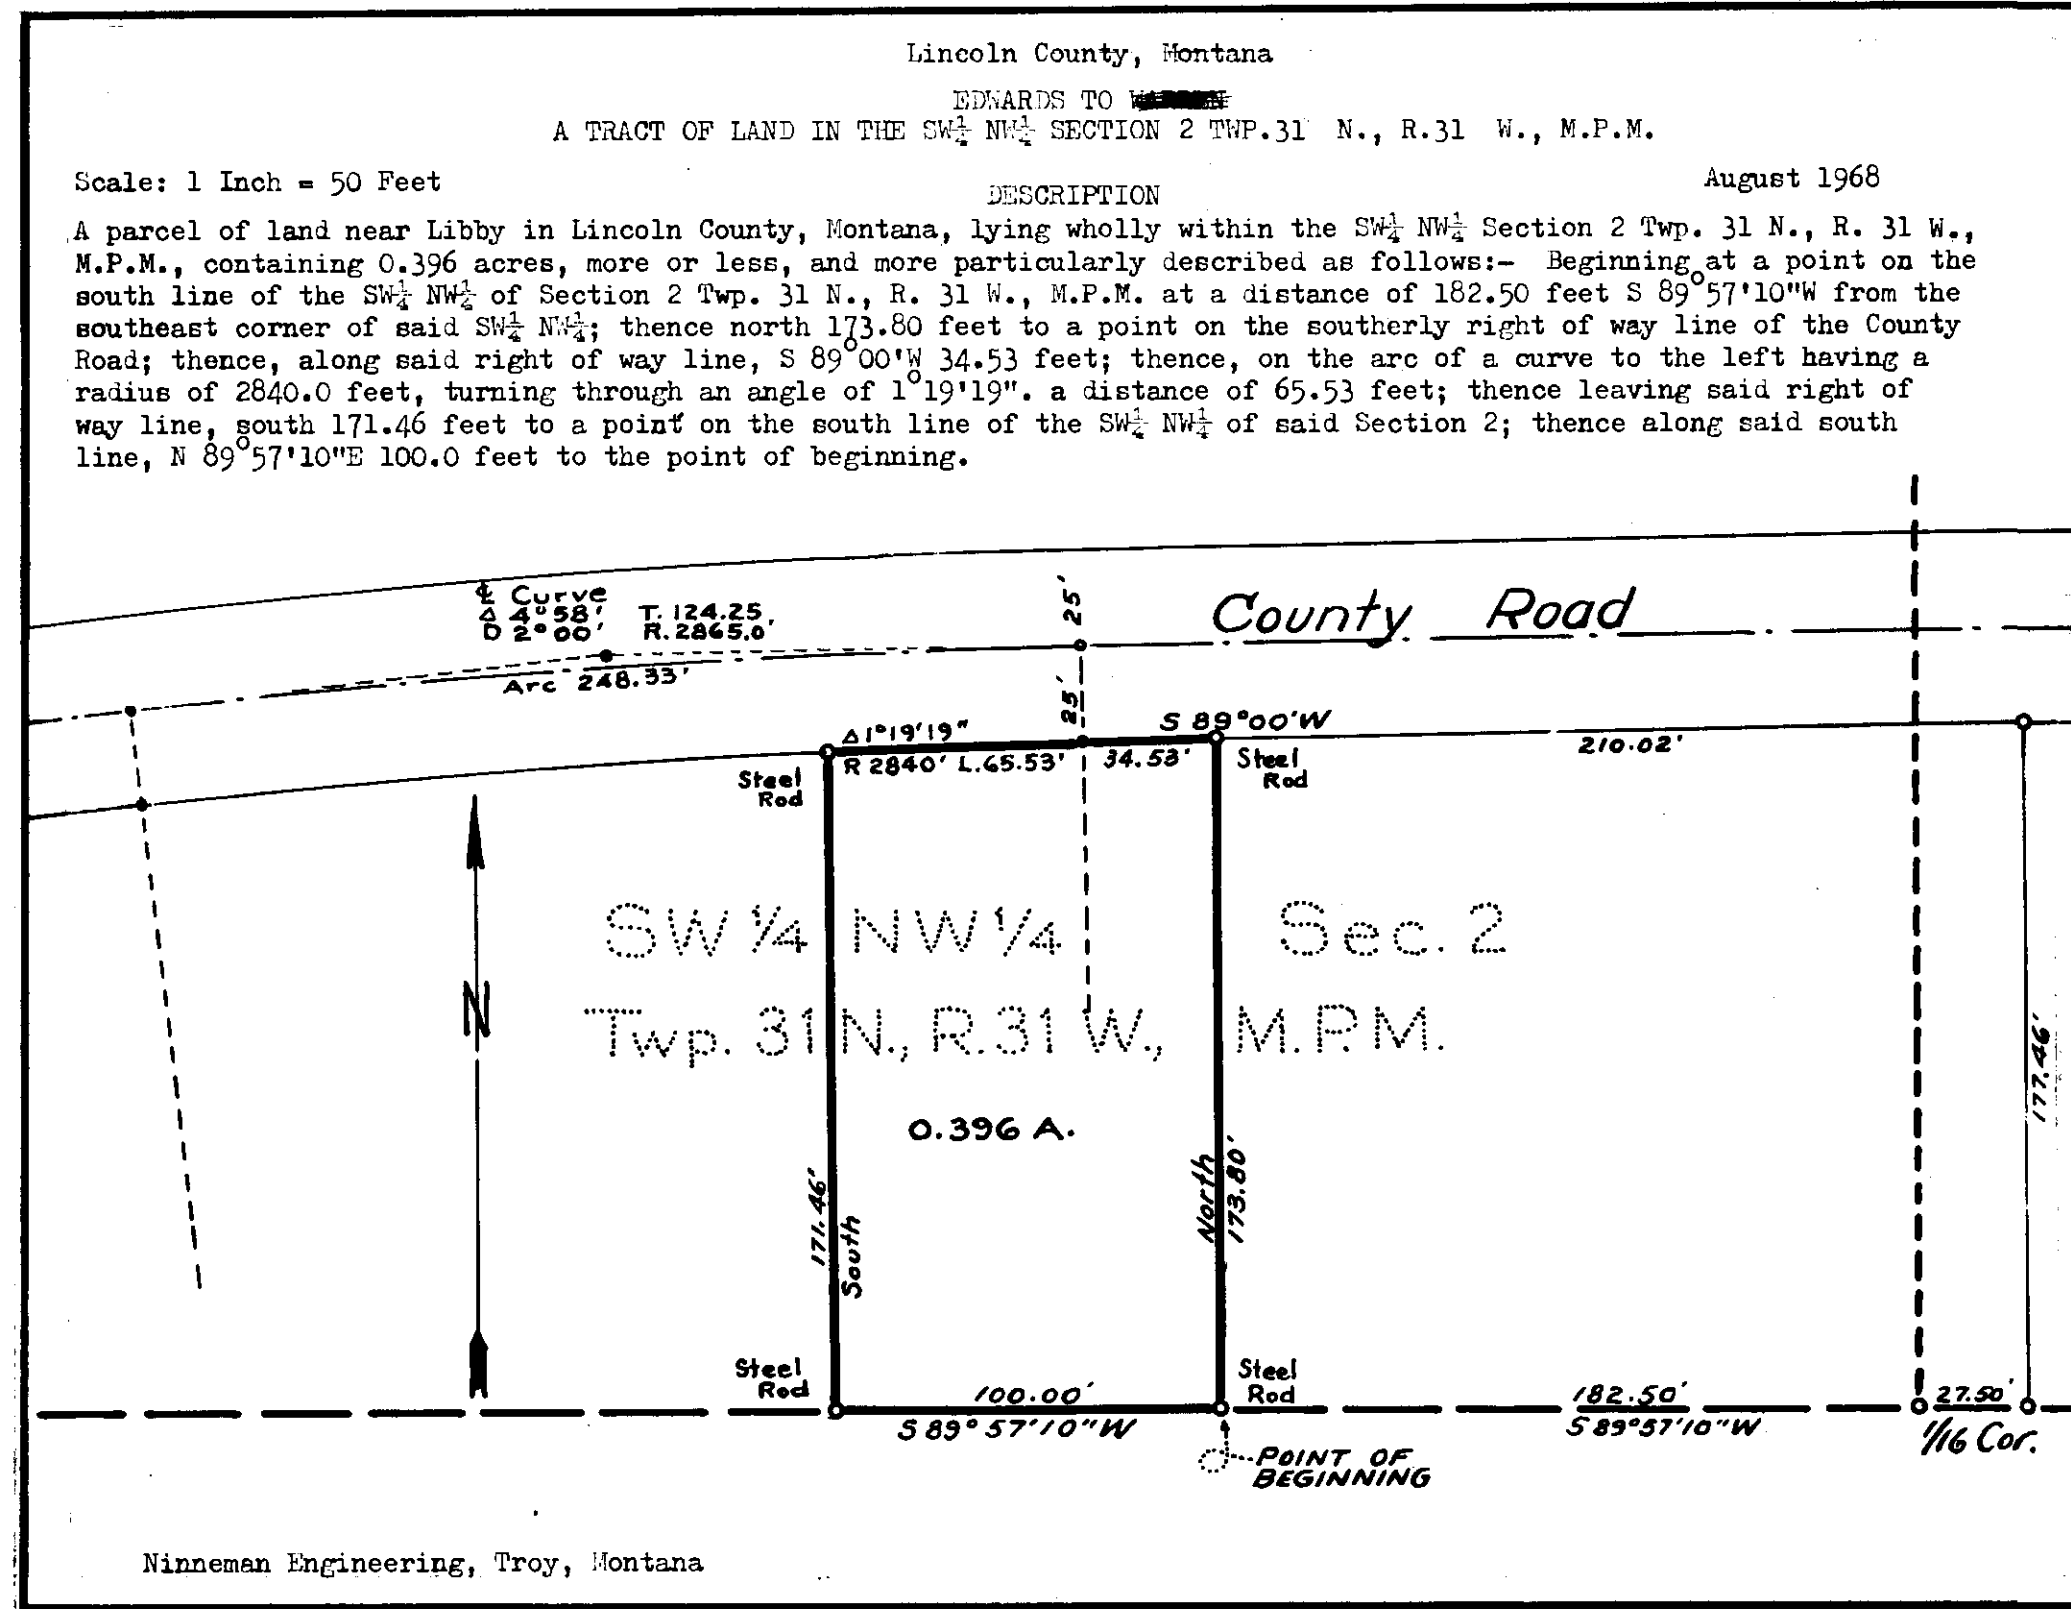 Lincoln County, Montana
EDWARDS TO
A TRACT OF LAND IN THE SW¼ NW¼ SECTION 2 TWP.31 N., R.31 W., M.P.M.
Scale: 1 Inch = 50 Feet
August 1968
DESCRIPTION
A parcel of land near Libby in Lincoln County, Montana, lying wholly within the SW¼ NW¼ Section 2 Twp. 31 N., R. 31 W.,
M.P.M., containing 0.396 acres, more or less, and more particularly described as follows:- Beginning at a point on the
south line of the SW¼ NW¼ of Section 2 Twp. 31 N., R. 31 W., M.P.M. at a distance of 182.50 feet S 89°57'10"W from the
southeast corner of said SW¼ NW¼; thence north 173.80 feet to a point on the southerly right of way line of the County
Road; thence, along said right of way line, S 89°00'W 34.53 feet; thence, on the arc of a curve to the left having a
radius of 2840.0 feet, turning through an angle of 1°19'19". a distance of 65.53 feet; thence leaving said right of
way line, south 171.46 feet to a point on the south line of the SW¼ NW¼ of said Section 2; thence along said south
line, N 89°57'10"E 100.0 feet to the point of beginning.
℄ Curve
Δ 4°58' T. 124.25'
D 2°00' R. 2865.0'
Arc 248.33'
25'
25'
County Road
Δ 1°19'19"
R 2840' L.65.53'
S 89°00'W
34.53'
210.02'
Steel
Rod
Steel
Rod
N
SW ¼ NW ¼ Sec. 2
Twp. 31 N., R.31 W., M.P.M.
0.396 A.
171.46'
South
North
173.80'
177.46'
Steel
Rod
Steel
Rod
100.00'
S 89°57'10"W
182.50'
S 89°57'10"W
27.50'
1/16 Cor.
POINT OF
BEGINNING
Ninneman Engineering, Troy, Montana